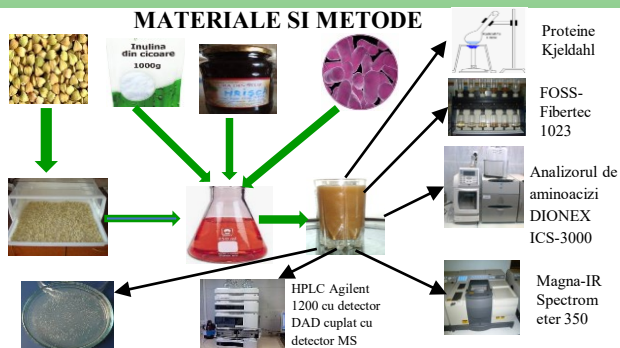 MATERIALE SI METODE
Inulina
din cicoare
1000g
Proteine
Kjeldahl
FOSS-
Fibertec
1023
Analizorul de
aminoacizi
DIONEX
ICS-3000
Magna-IR
Spectrom
eter 350
HPLC Agilent
1200 cu detector
DAD cuplat cu
detector MS